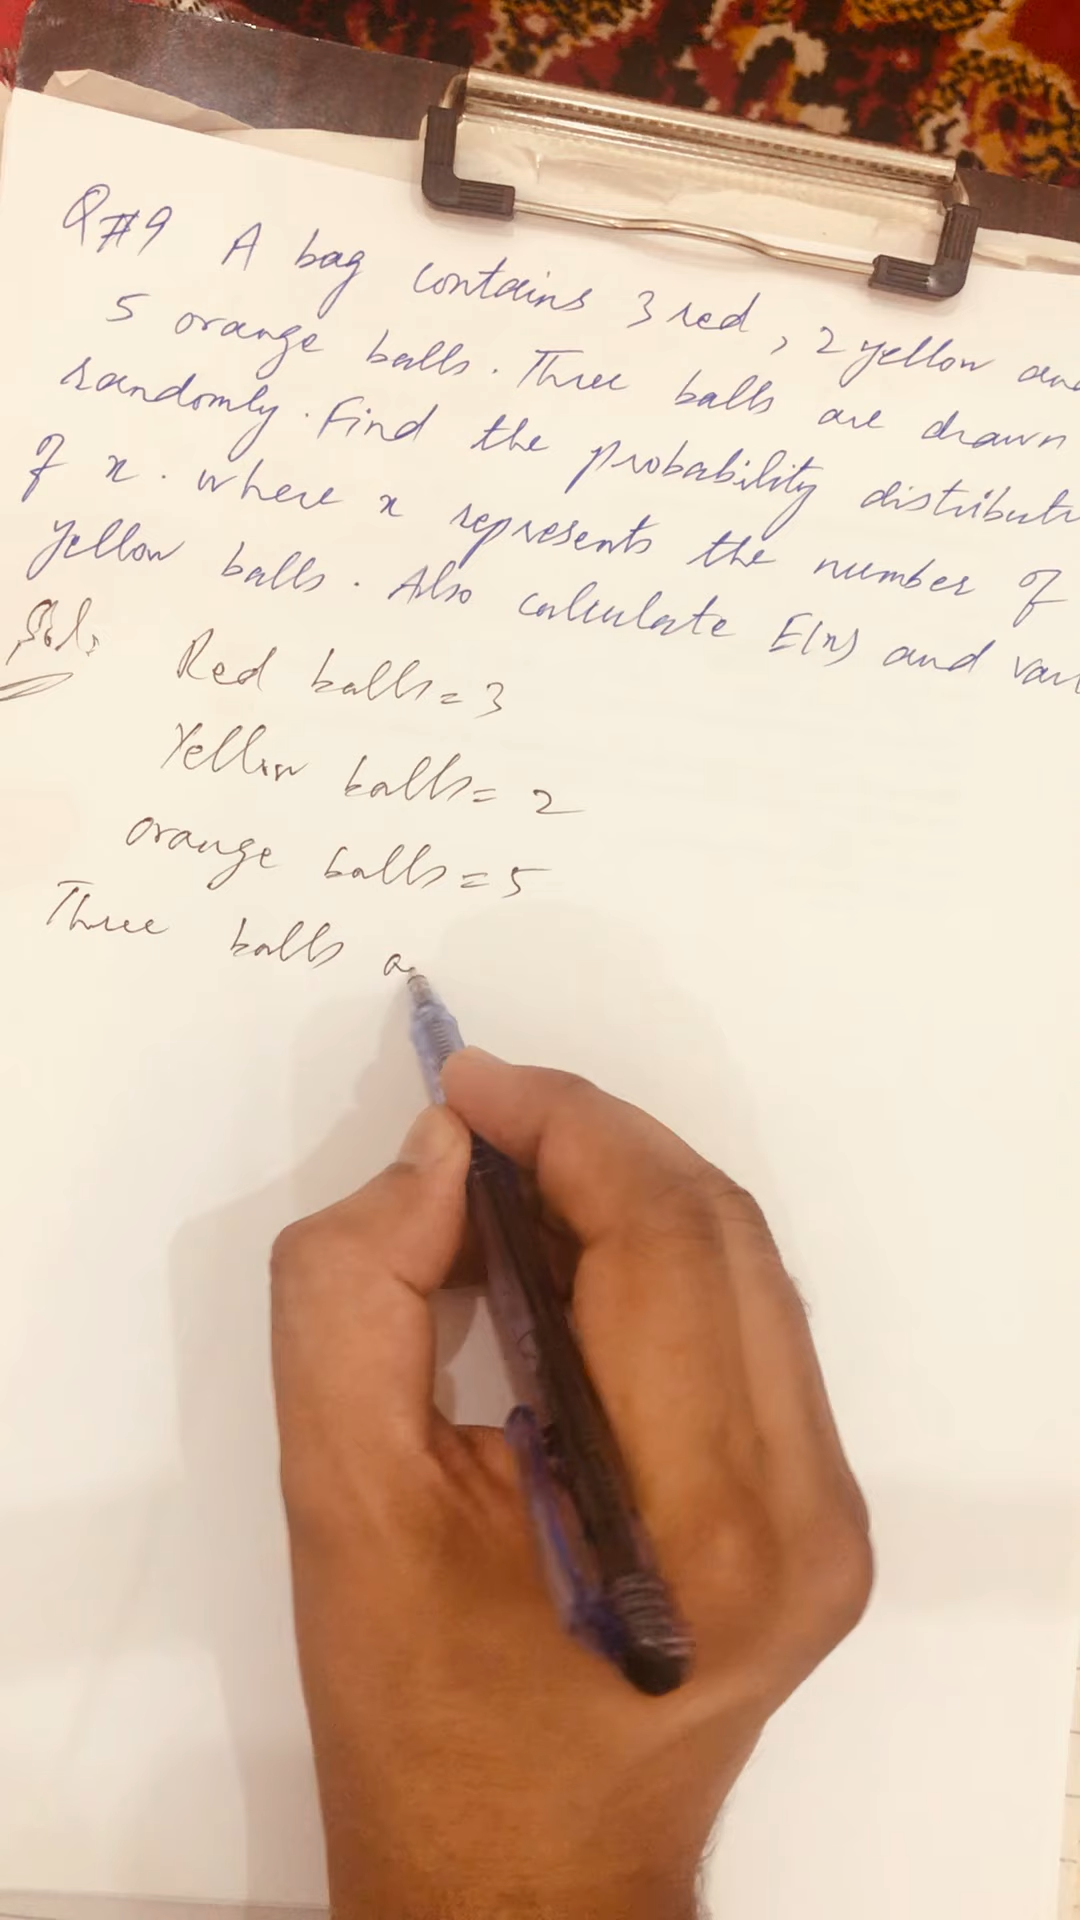 Q#9 A bag contains 3 red, 2 yellow and
5 orange balls. Three balls are drawn
randomly. Find the probability
of x. where x represents the number of
yellow balls. Also calculate E(x) and
Sol:
Red balls = 3
Yellow balls = 2
orange balls = 5
Three balls